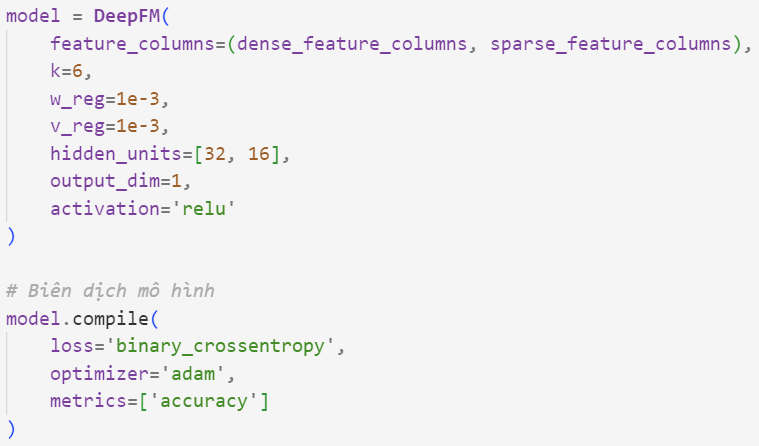 model = DeepFM(
    feature_columns=(dense_feature_columns, sparse_feature_columns),
    k=6,
    w_reg=1e-3,
    v_reg=1e-3,
    hidden_units=[32, 16],
    output_dim=1,
    activation='relu'
)

# Biên dịch mô hình
model.compile(
    loss='binary_crossentropy',
    optimizer='adam',
    metrics=['accuracy']
)